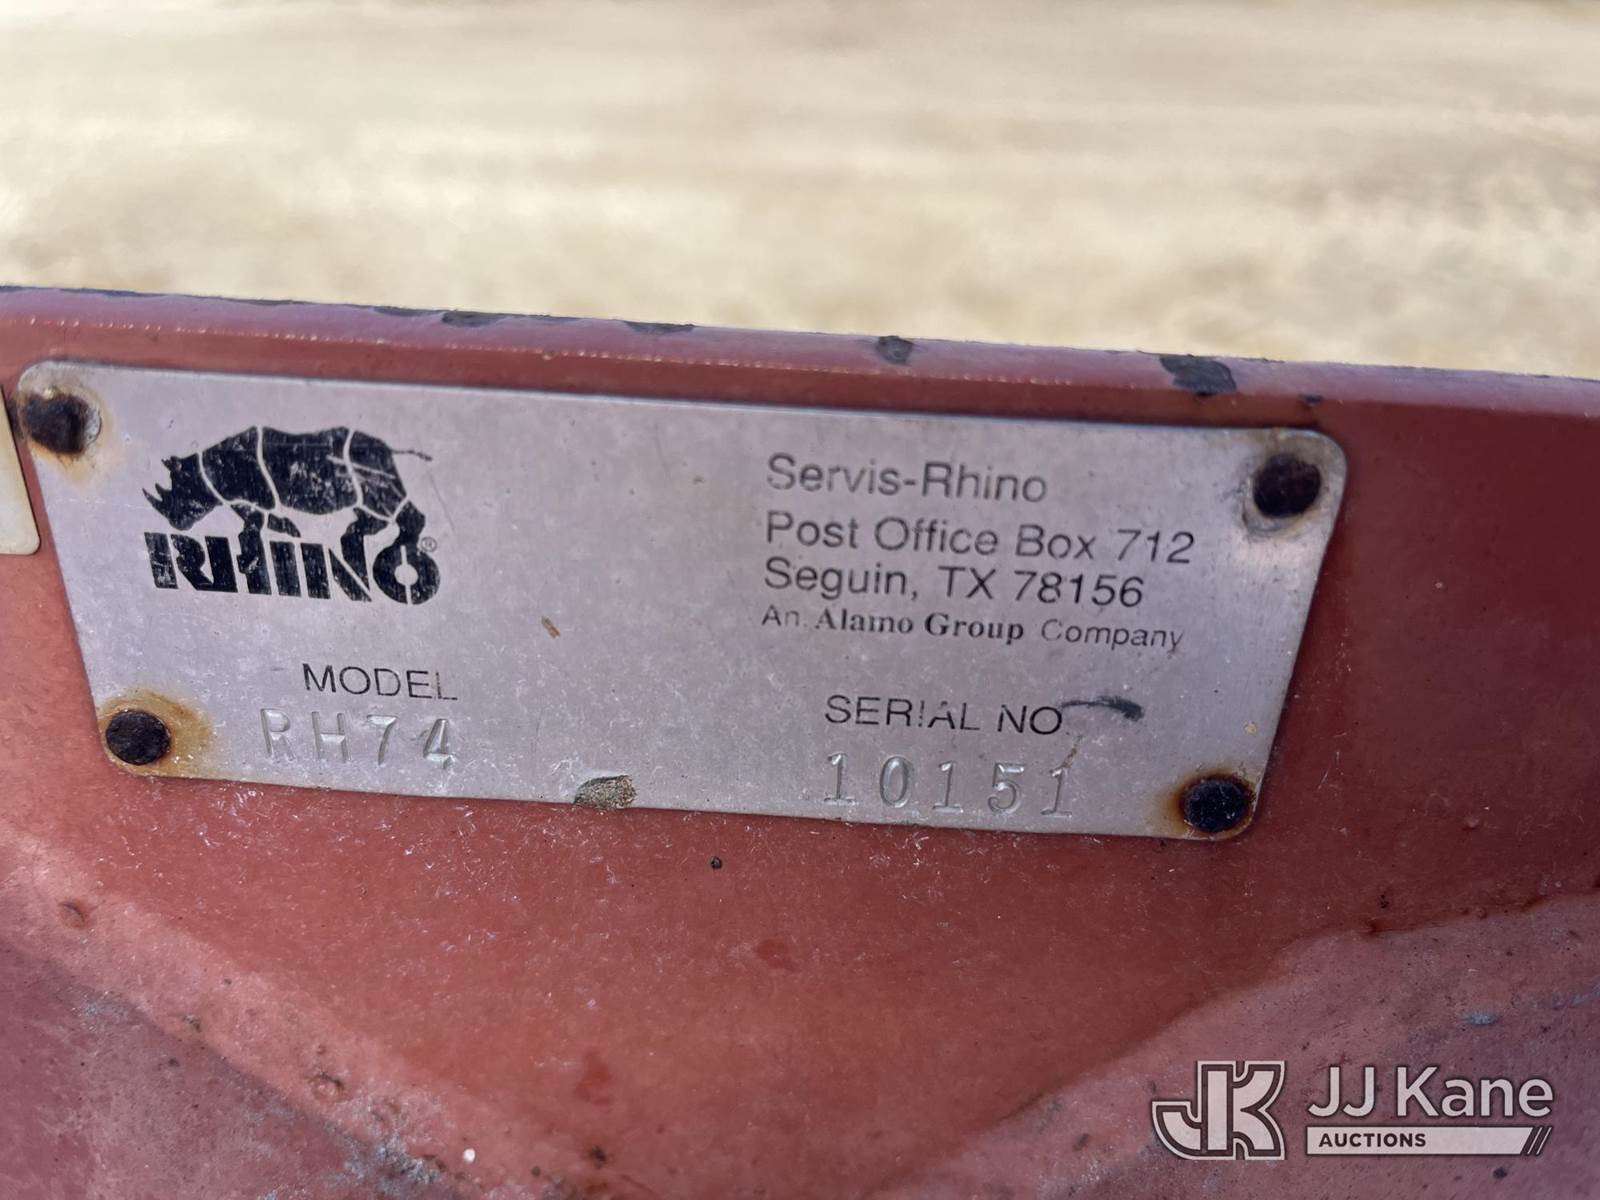 RHINO®
Servis-Rhino
Post Office Box 712
Seguin, TX 78156
An Alamo Group Company
MODEL
RH74
SERIAL NO.
10151
JK
JJ Kane
AUCTIONS